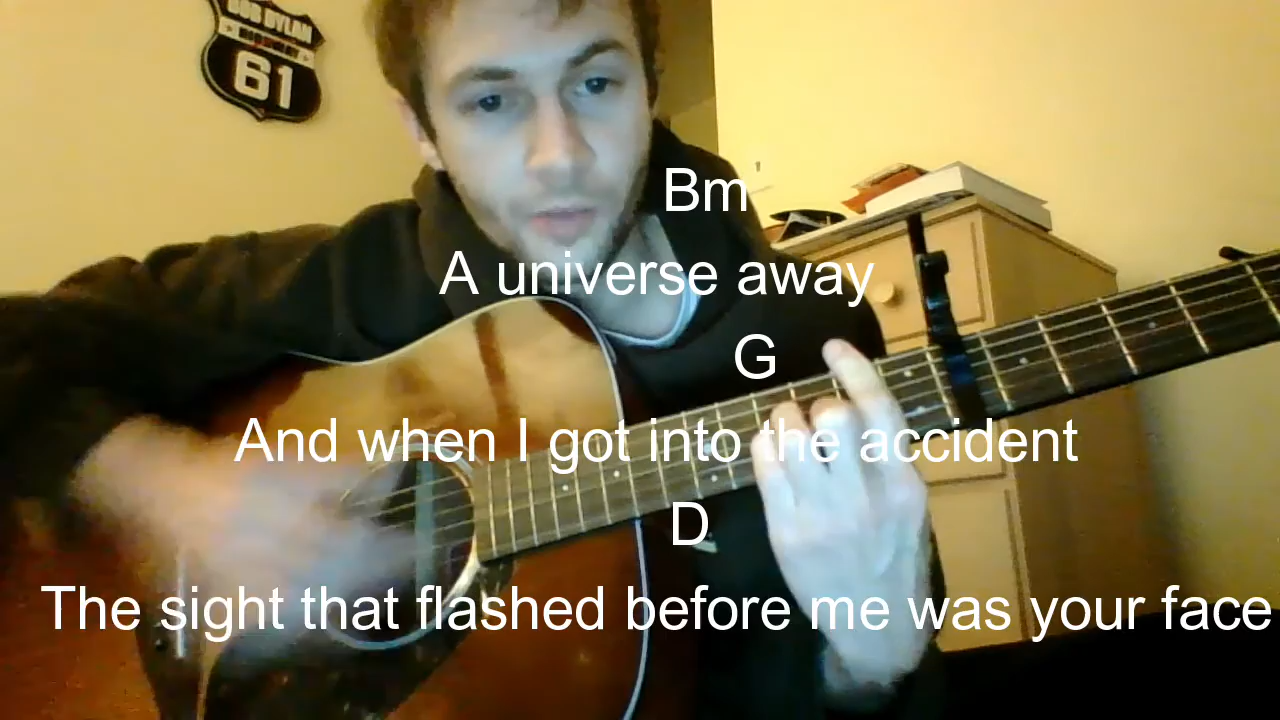 BOB DYLAN
HIGHWAY
61
Bm
A universe away
G
And when I got into the accident
D
The sight that flashed before me was your face